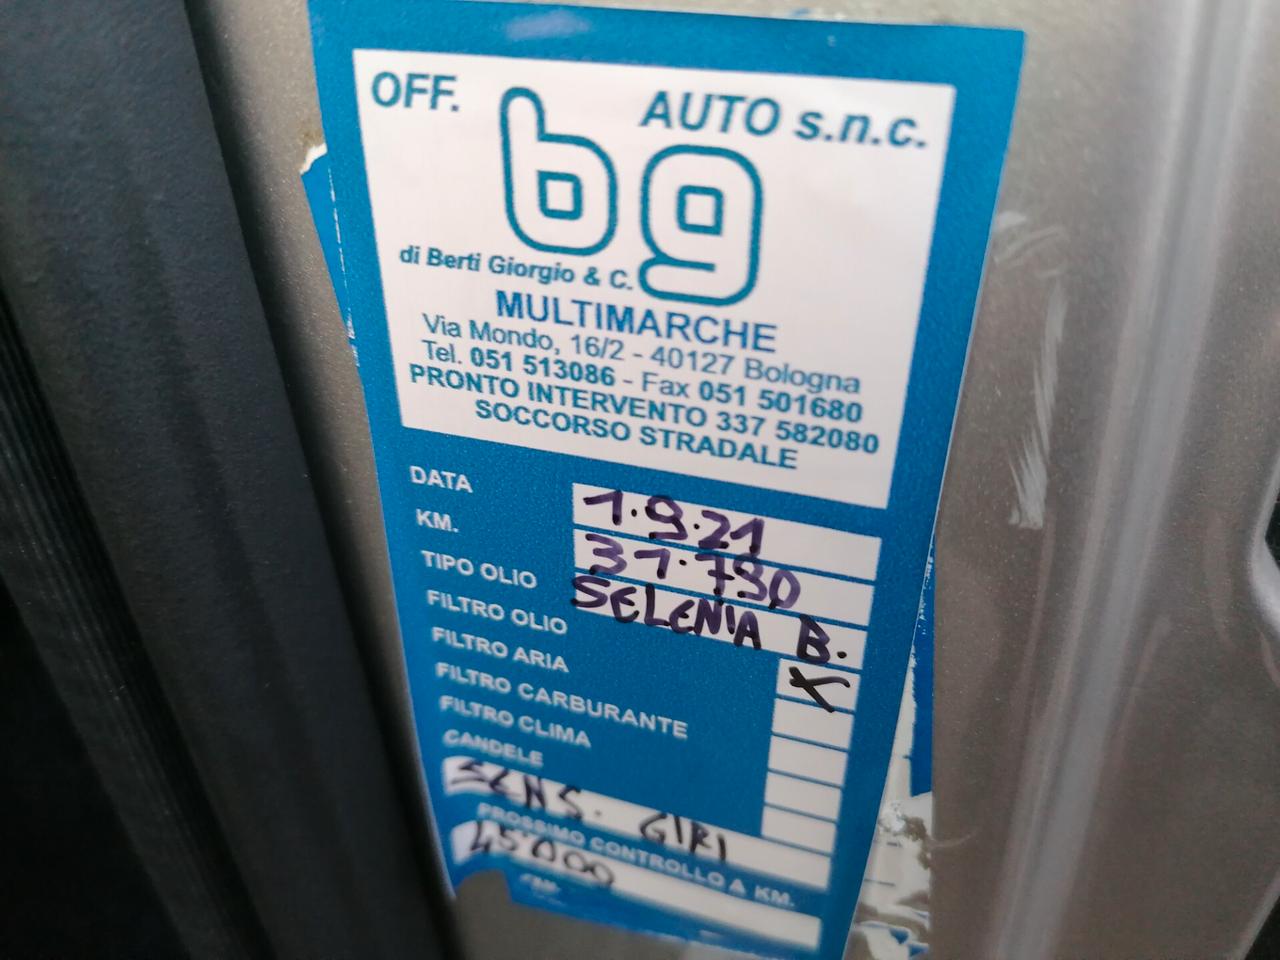 OFF. bg AUTO s.n.c.
di Berti Giorgio & C.
MULTIMARCHE
Via Mondo, 16/2 - 40127 Bologna
Tel. 051 513086 - Fax 051 501680
PRONTO INTERVENTO 337 582080
SOCCORSO STRADALE
DATA 1.9.21
KM. 31.790
TIPO OLIO SELENIA B.
FILTRO OLIO X
FILTRO ARIA
FILTRO CARBURANTE
FILTRO CLIMA
CANDELE
SENS. GIRI
PROSSIMO CONTROLLO A KM.
45000